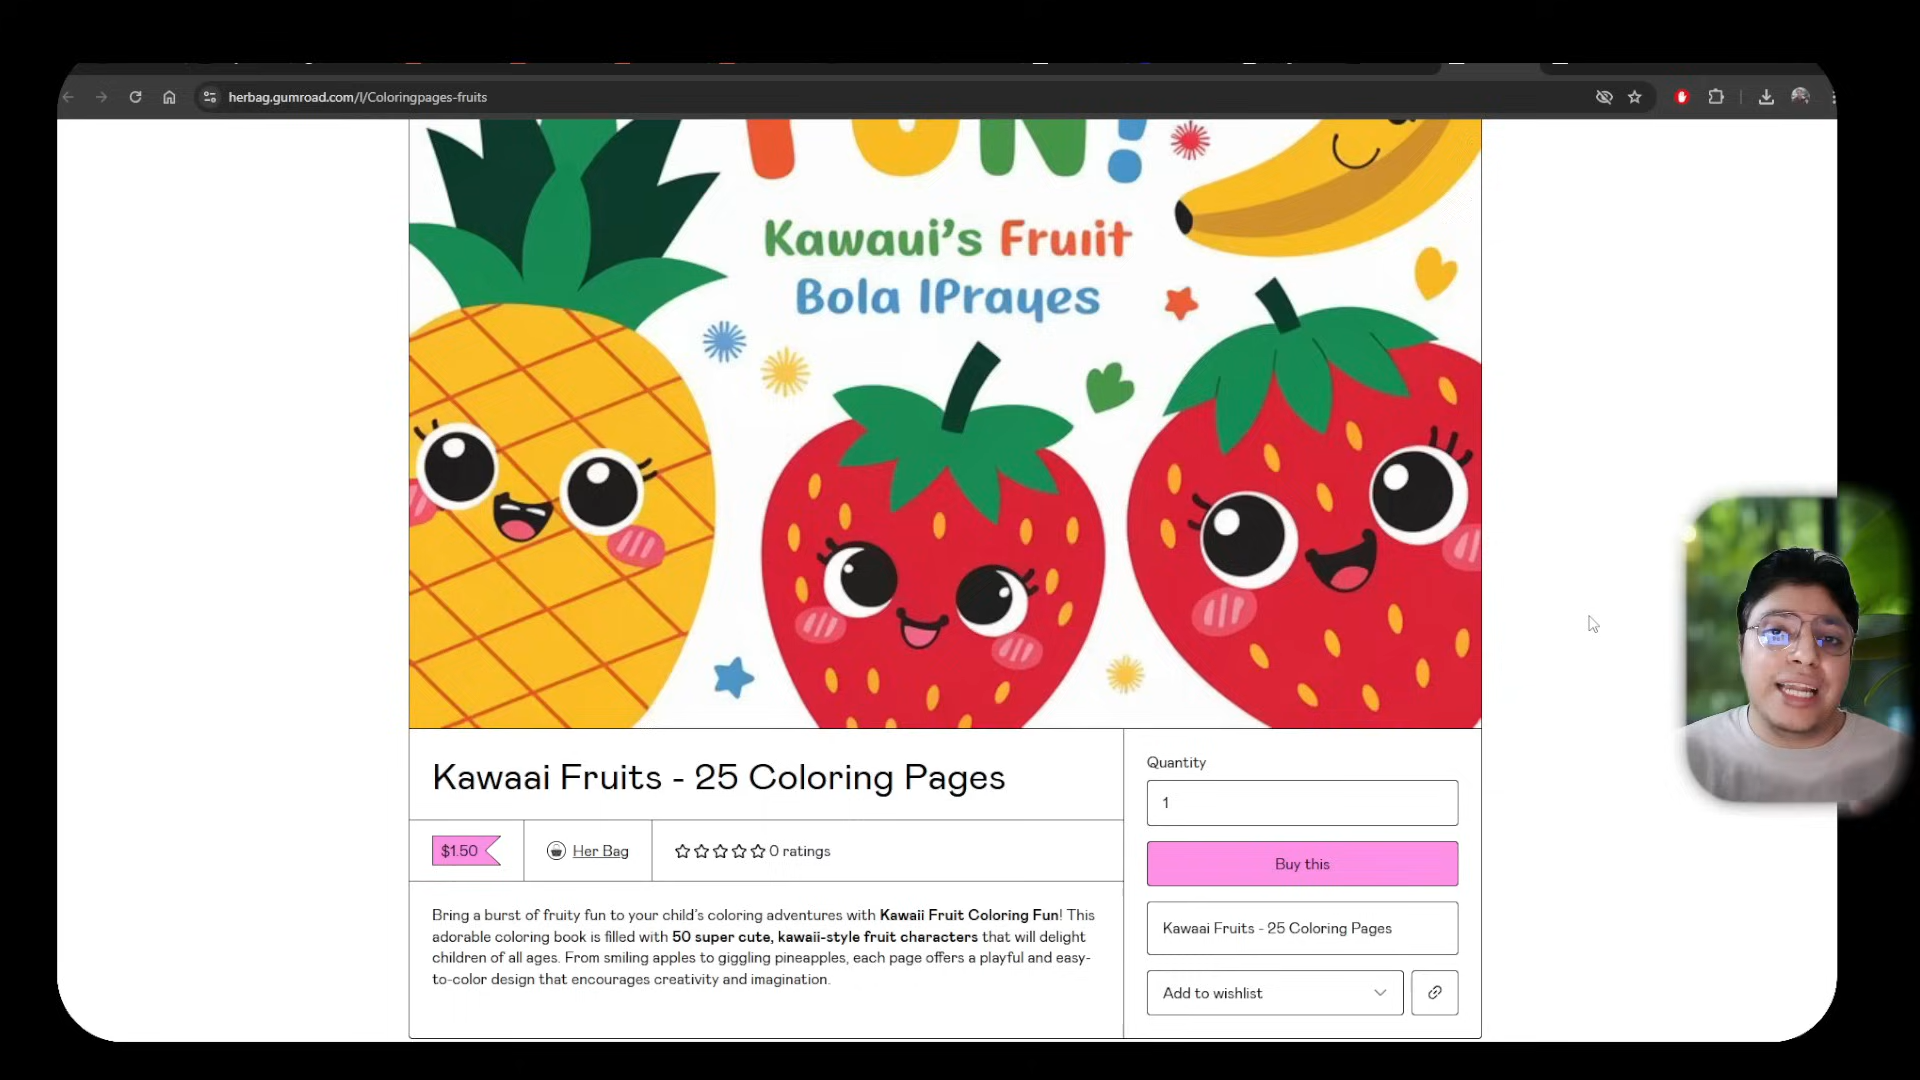 herbag.gumroad.com/l/Coloringpages-fruits
FUN!
Kawaui's Fruiit
Bola lPrayes
Kawaai Fruits - 25 Coloring Pages
$1.50
Her Bag
0 ratings
Bring a burst of fruity fun to your child's coloring adventures with Kawaii Fruit Coloring Fun! This
adorable coloring book is filled with 50 super cute, kawaii-style fruit characters that will delight
children of all ages. From smiling apples to giggling pineapples, each page offers a playful and easy-
to-color design that encourages creativity and imagination.
Quantity
1
Buy this
Kawaai Fruits - 25 Coloring Pages
Add to wishlist